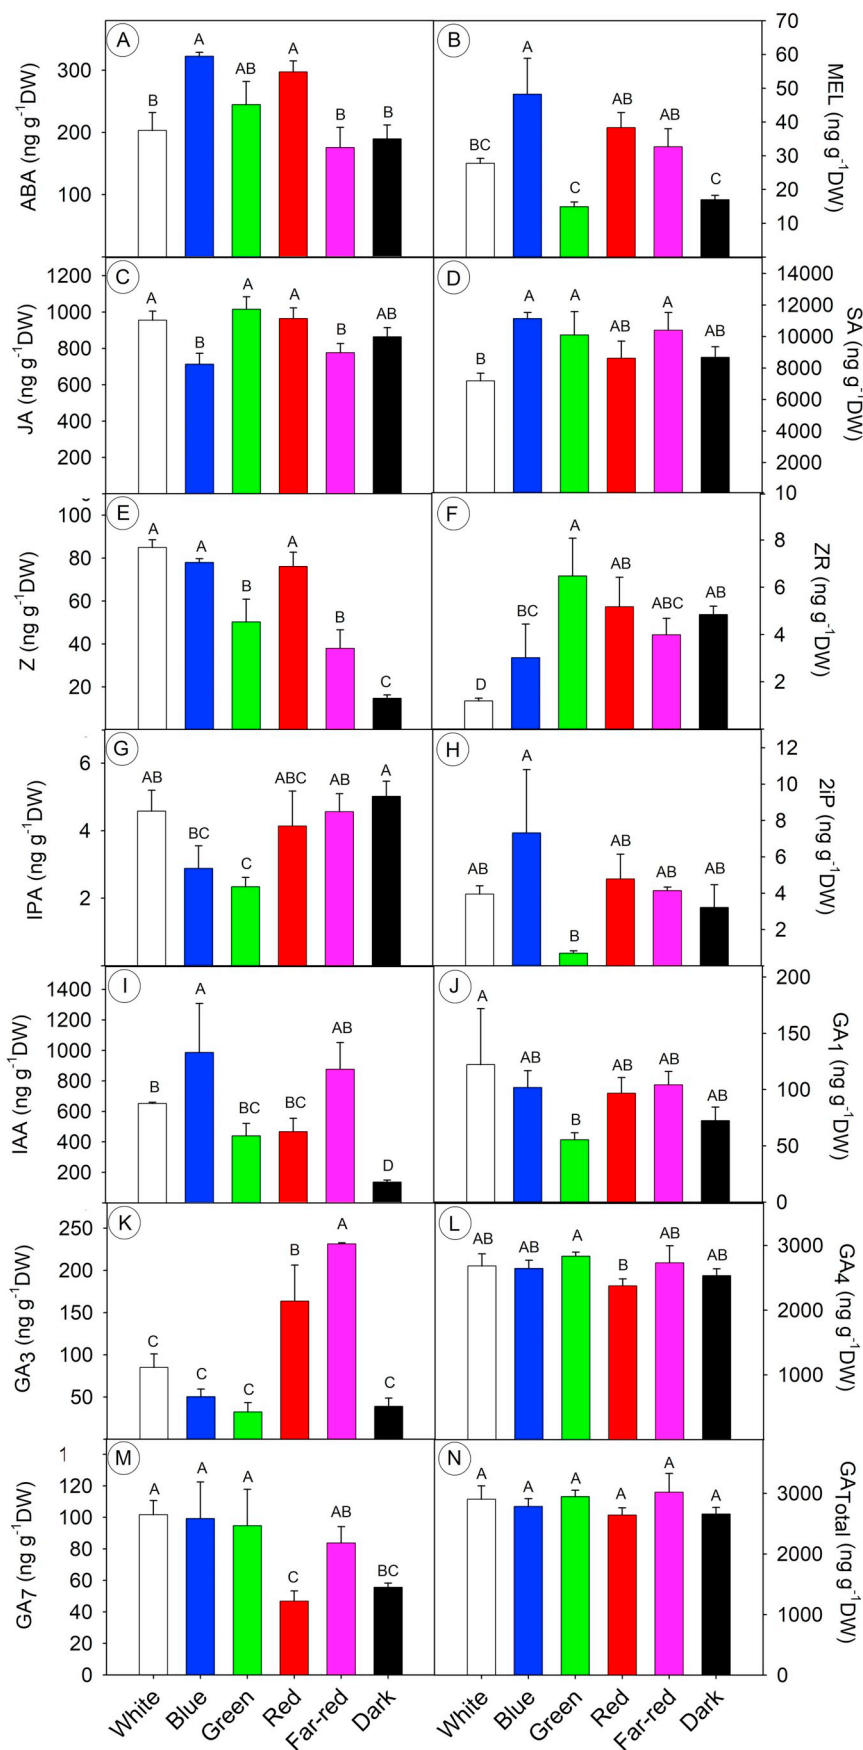 A
B
ABA (ng g⁻¹DW)
300
200
100
B
A
AB
A
B
B
BC
A
C
AB
AB
C
70
60
50
40
30
20
10
MEL (ng g⁻¹DW)
C
D
JA (ng g⁻¹DW)
1200
1000
800
600
400
200
A
B
A
A
B
AB
B
A
A
AB
A
AB
14000
12000
10000
8000
6000
4000
2000
SA (ng g⁻¹DW)
E
F
Z (ng g⁻¹DW)
100
80
60
40
20
A
A
B
A
B
C
D
BC
A
AB
ABC
AB
10
8
6
4
2
ZR (ng g⁻¹DW)
G
H
IPA (ng g⁻¹DW)
6
4
2
AB
BC
C
ABC
AB
A
AB
A
B
AB
AB
AB
12
10
8
6
4
2
2iP (ng g⁻¹DW)
I
J
IAA (ng g⁻¹DW)
1400
1200
1000
800
600
400
200
B
A
BC
BC
AB
D
A
AB
B
AB
AB
AB
200
150
100
50
0
GA1 (ng g⁻¹DW)
K
L
GA3 (ng g⁻¹DW)
250
200
150
100
50
C
C
C
B
A
C
AB
AB
A
B
AB
AB
3000
2000
1000
GA4 (ng g⁻¹DW)
M
N
GA7 (ng g⁻¹DW)
120
100
80
60
40
20
0
A
A
A
C
AB
BC
A
A
A
A
A
A
3000
2000
1000
0
GATotal (ng g⁻¹DW)
White
Blue
Green
Red
Far-red
Dark
White
Blue
Green
Red
Far-red
Dark